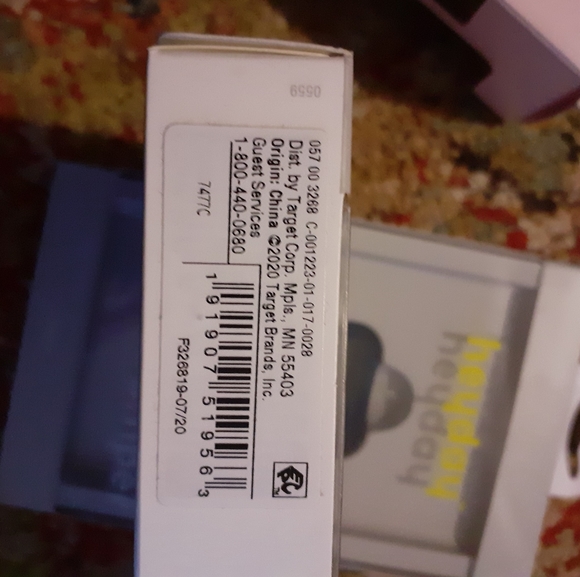 0559
057 00 3268 C-001223-01-017-0028
Dist. by Target Corp. Mpls., MN 55403
Origin: China ©2020 Target Brands, Inc.
Guest Services
1-800-440-0680
7477C
1 91907 51956 3
F326819-07/20
heyday
heyday